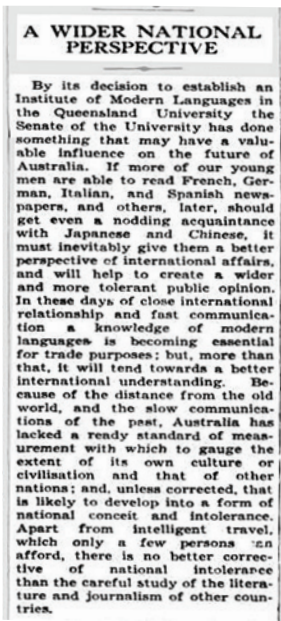 A WIDER NATIONAL
PERSPECTIVE
By its decision to establish an
Institute of Modern Languages in
the Queensland University the
Senate of the University has done
something that may have a valu-
able influence on the future of
Australia. If more of our young
men are able to read French, Ger-
man, Italian, and Spanish news-
papers, and others, later, should
get even a nodding acquaintance
with Japanese and Chinese, it
must inevitably give them a better
perspective of international affairs,
and will help to create a wider
and more tolerant public opinion.
In these days of close international
relationship and fast communica-
tion a knowledge of modern
languages is becoming essential
for trade purposes; but, more than
that, it will tend towards a better
international understanding. Be-
cause of the distance from the old
world, and the slow communica-
tions of the past, Australia has
lacked a ready standard of meas-
urement with which to gauge the
extent of its own culture or
civilisation and that of other
nations; and, unless corrected, that
is likely to develop into a form of
national conceit and intolerance.
Apart from intelligent travel,
which only a few persons can
afford, there is no better correc-
tive of national intolerance
than the careful study of the litera-
ture and journalism of other coun-
tries.